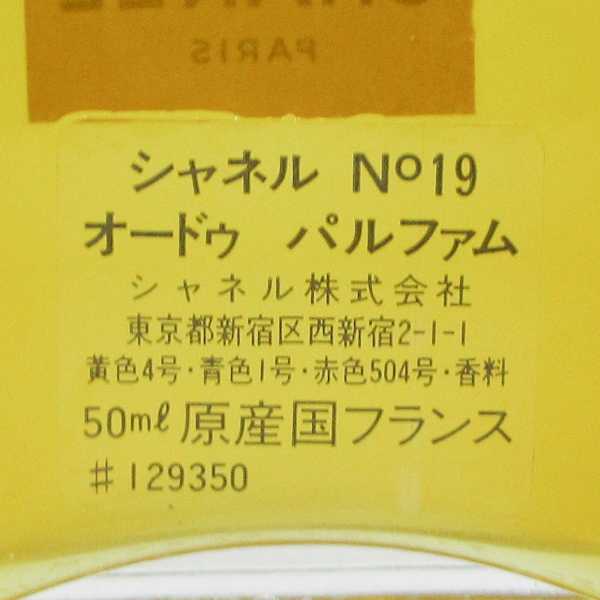 PARIS
シャネル No19
オードゥ パルファム
シャネル株式会社
東京都新宿区西新宿2-1-1
黄色4号・青色1号・赤色504号・香料
50ml 原産国フランス
#129350